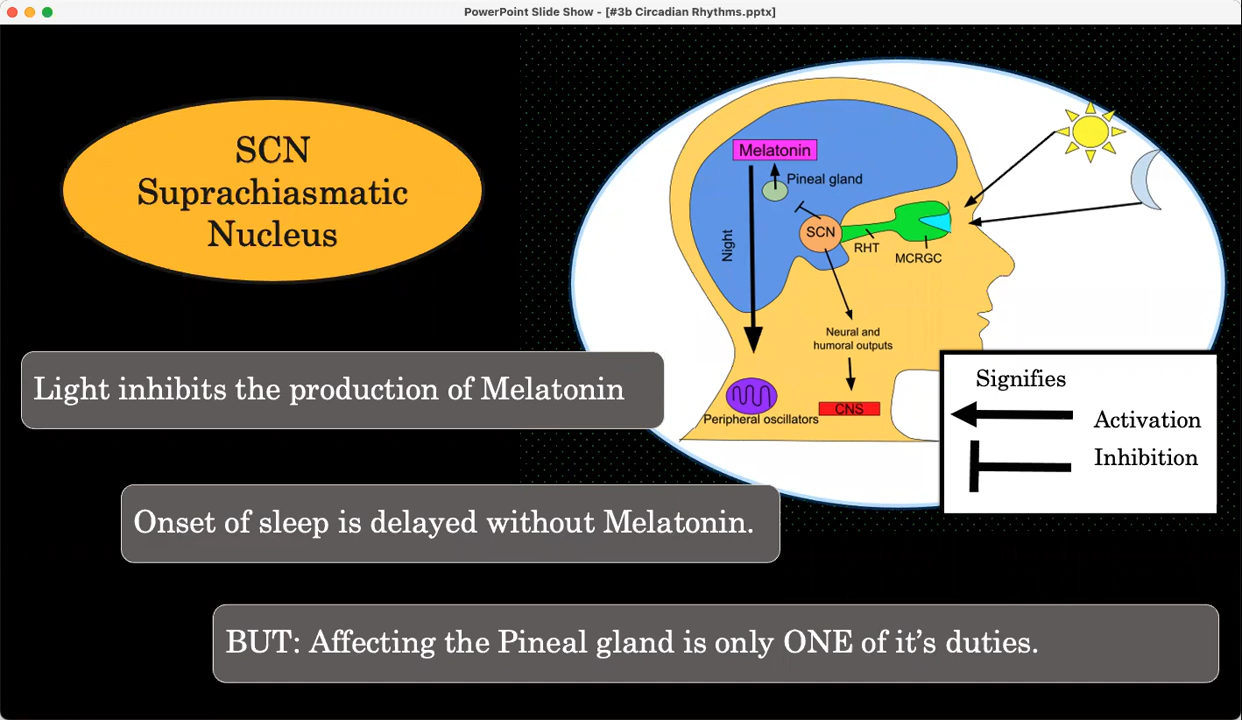 PowerPoint Slide Show - [#3b Circadian Rhythms.pptx]
SCN
Suprachiasmatic
Nucleus
Melatonin
Pineal gland
SCN
RHT
MCRGC
Night
Neural and
humoral outputs
CNS
Peripheral oscillators
Light inhibits the production of Melatonin
Signifies
Activation
Inhibition
Onset of sleep is delayed without Melatonin.
BUT: Affecting the Pineal gland is only ONE of it's duties.